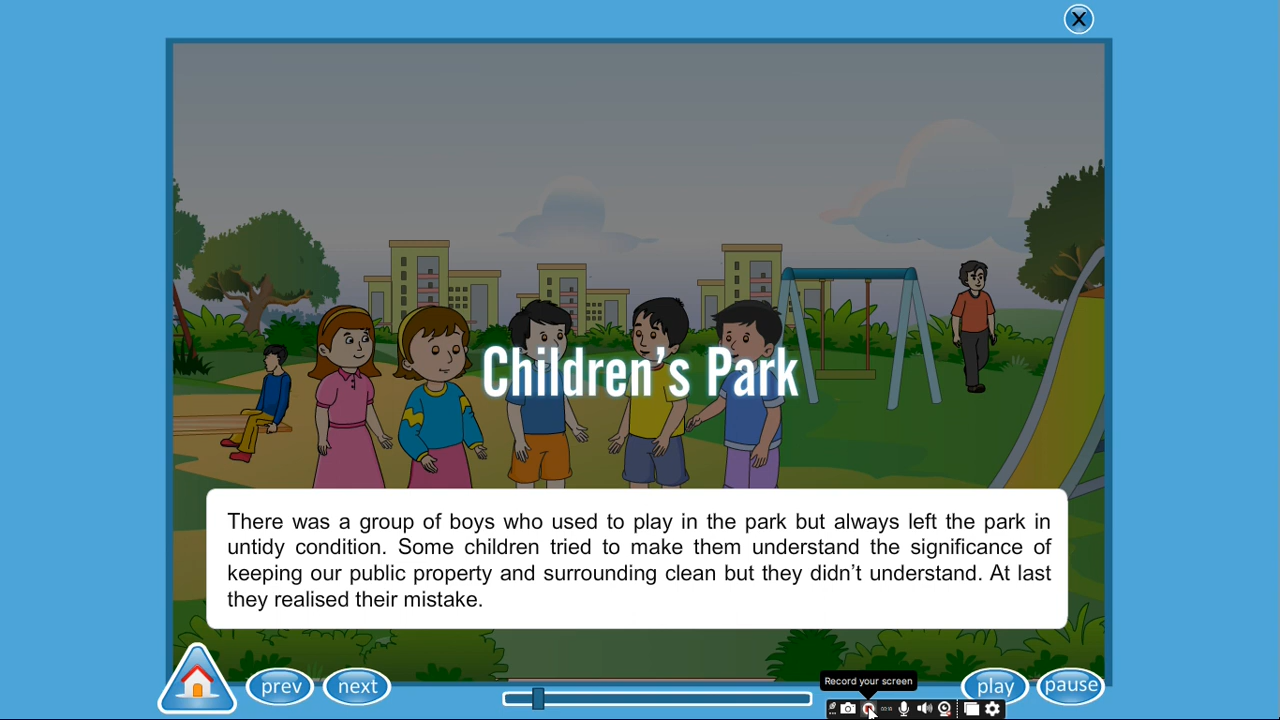 X
Children's Park
There was a group of boys who used to play in the park but always left the park in
untidy condition. Some children tried to make them understand the significance of
keeping our public property and surrounding clean but they didn't understand. At last
they realised their mistake.
Record your screen
prev
next
play
pause